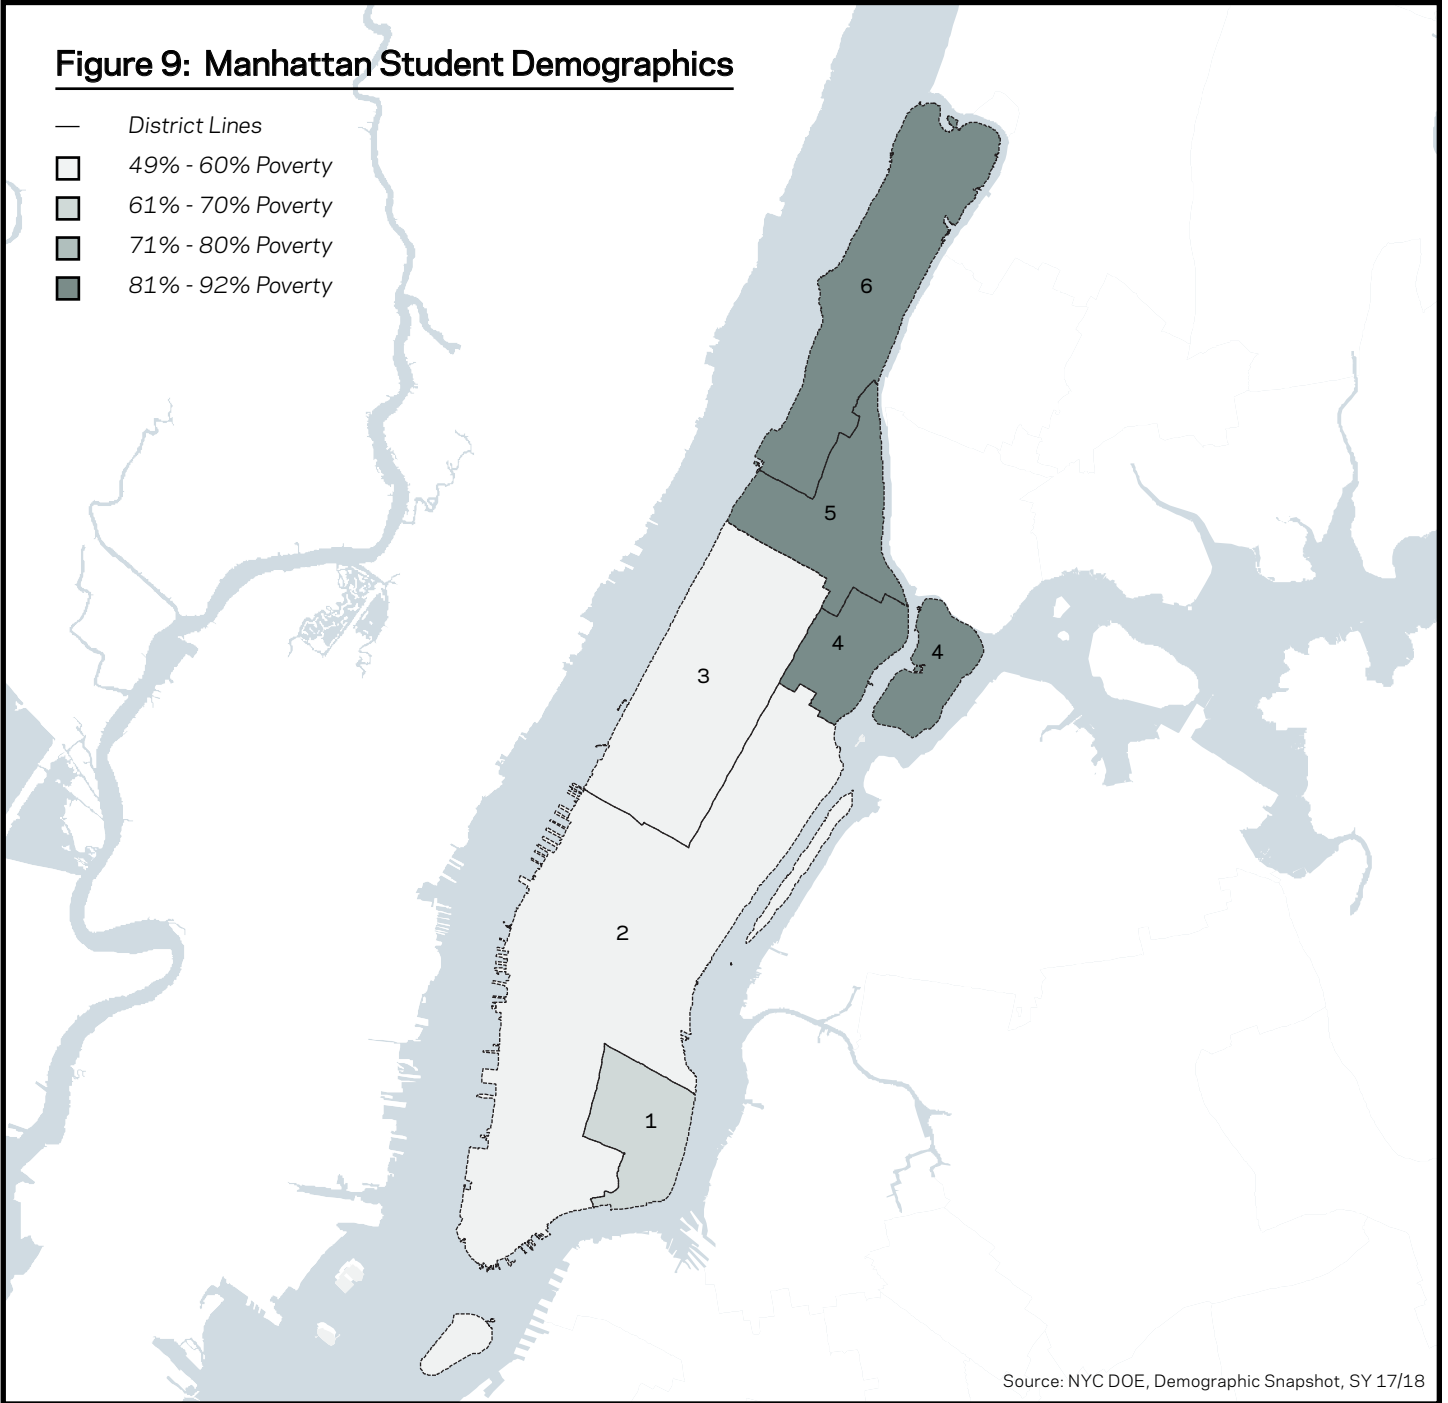 Figure 9: Manhattan Student Demographics
District Lines
49% - 60% Poverty
61% - 70% Poverty
71% - 80% Poverty
81% - 92% Poverty
6
5
4
4
3
2
1
Source: NYC DOE, Demographic Snapshot, SY 17/18